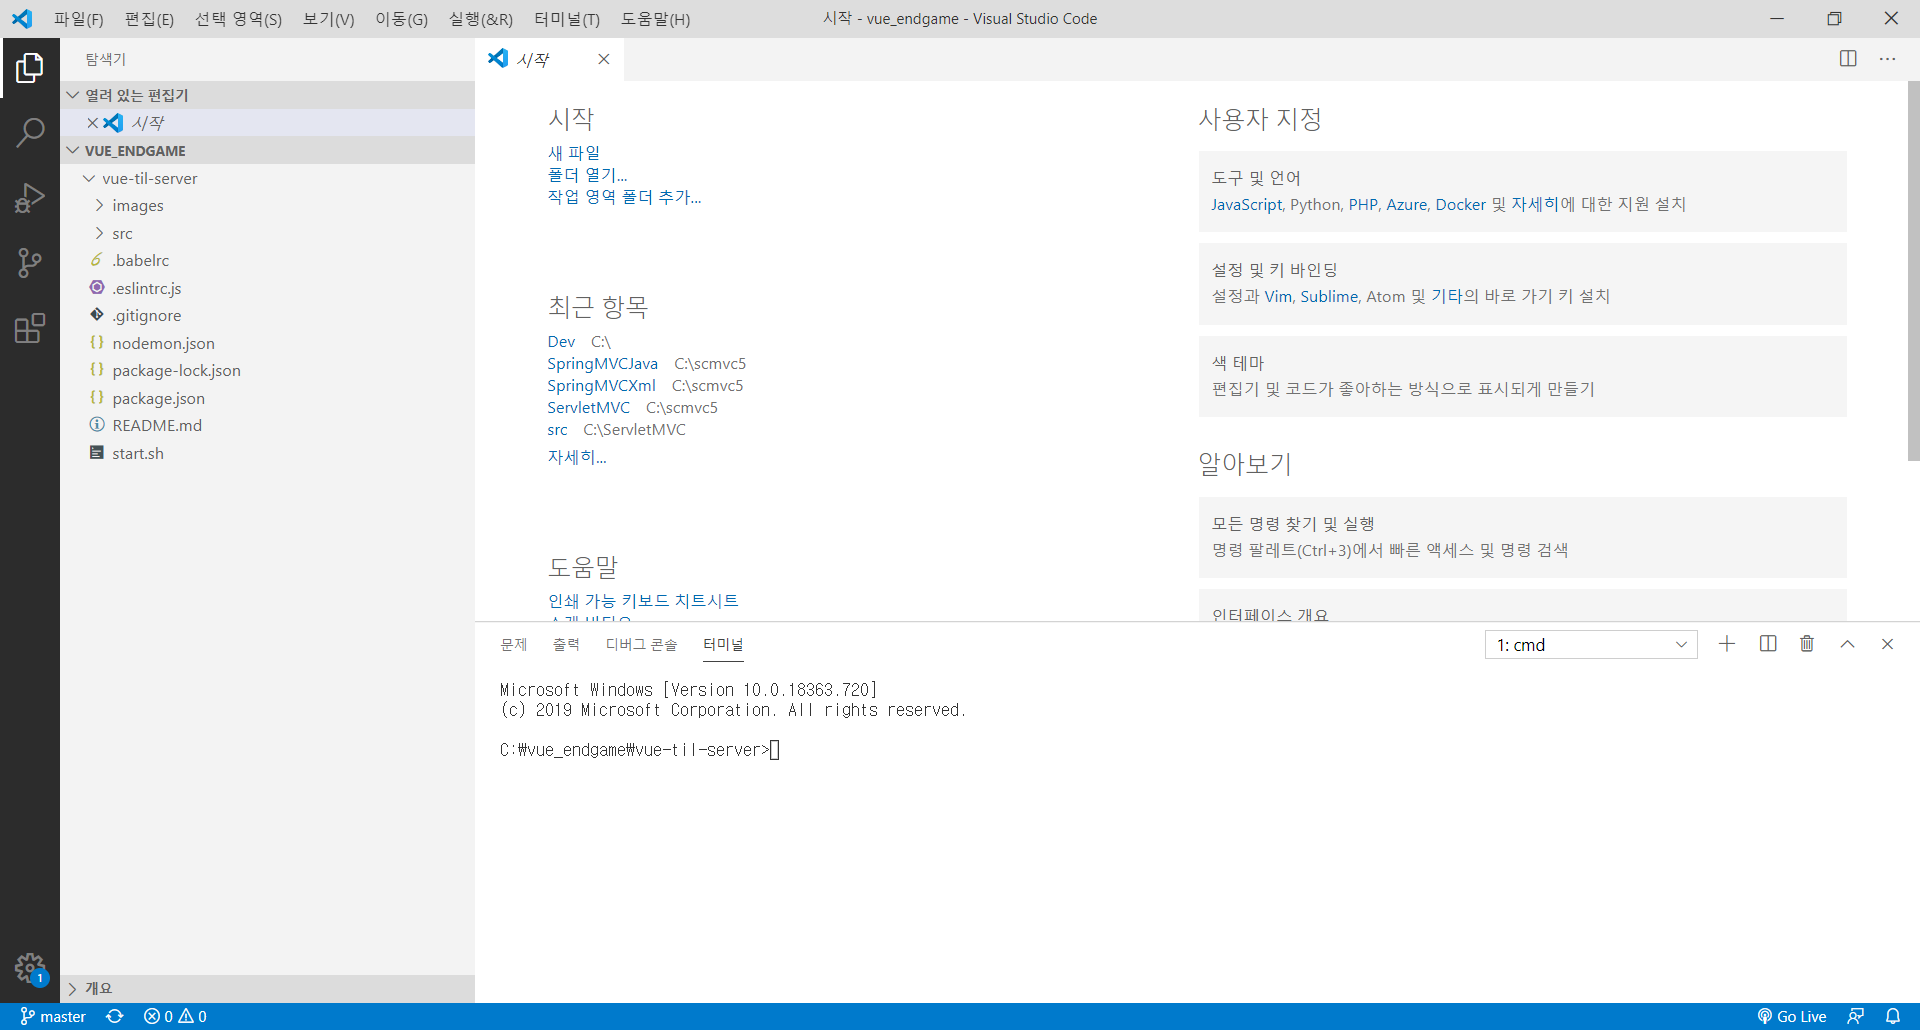 파일(F) 편집(E) 선택 영역(S) 보기(V) 이동(G) 실행(&R) 터미널(T) 도움말(H) 시작 - vue_endgame - Visual Studio Code
탐색기
열려 있는 편집기
시작
VUE_ENDGAME
vue-til-server
images
src
.babelrc
.eslintrc.js
.gitignore
nodemon.json
package-lock.json
package.json
README.md
start.sh
개요
시작
시작
새 파일
폴더 열기...
작업 영역 폴더 추가...
최근 항목
Dev C:\
SpringMVCJava C:\scmvc5
SpringMVCXml C:\scmvc5
ServletMVC C:\scmvc5
src C:\ServletMVC
자세히...
도움말
인쇄 가능 키보드 치트시트
사용자 지정
도구 및 언어
JavaScript, Python, PHP, Azure, Docker 및 자세히에 대한 지원 설치
설정 및 키 바인딩
설정과 Vim, Sublime, Atom 및 기타의 바로 가기 키 설치
색 테마
편집기 및 코드가 좋아하는 방식으로 표시되게 만들기
알아보기
모든 명령 찾기 및 실행
명령 팔레트(Ctrl+3)에서 빠른 액세스 및 명령 검색
인터페이스 개요
문제 출력 디버그 콘솔 터미널 1: cmd
Microsoft Windows [Version 10.0.18363.720]
(c) 2019 Microsoft Corporation. All rights reserved.
C:₩vue_endgame₩vue-til-server>
1
master 0 0 Go Live